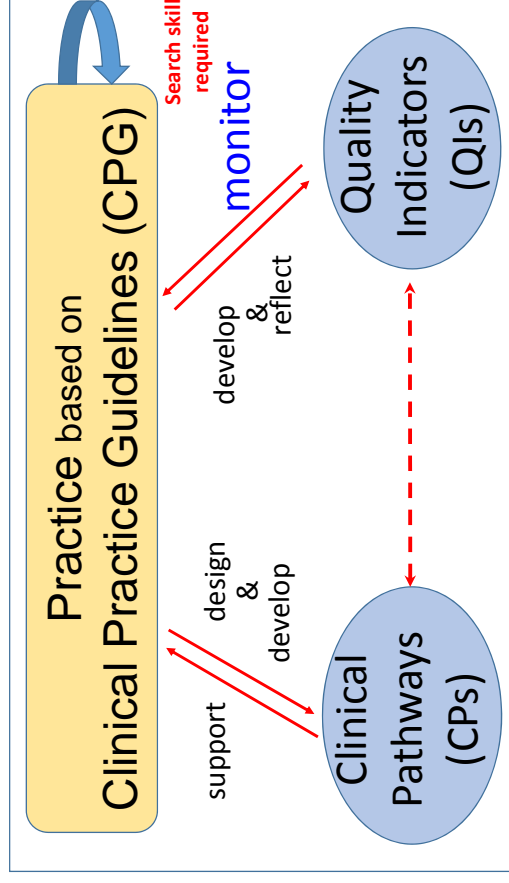 Practice based on
Clinical Practice Guidelines (CPG)
Search skill
required
monitor
support
design
&
develop
develop
&
reflect
Clinical
Pathways
(CPs)
Quality
Indicators
(QIs)